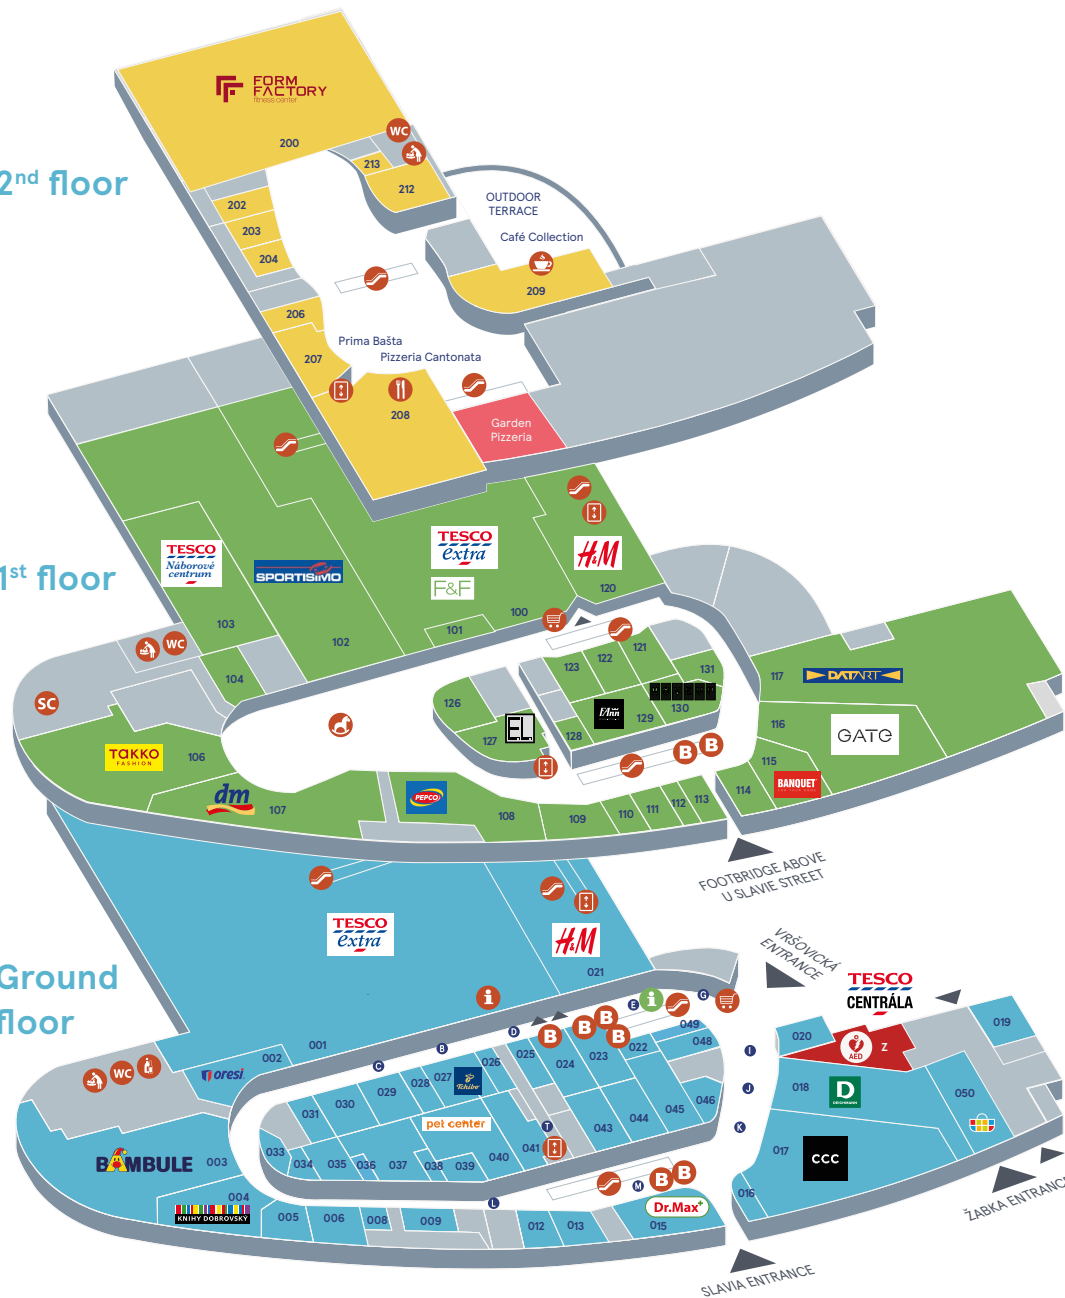 FORM
FACTORY
fitness center
200
WC
213
212
2nd floor
202
203
204
OUTDOOR
TERRACE
Café Collection
209
206
207
Prima Bašta
Pizzeria Cantonata
208
Garden
Pizzeria
TESCO
Náborové
centrum
SPORTISIMO
TESCO
extra
F&F
H&M
1st floor
120
100
101
102
103
104
WC
SC
121
122
123
131
130
129
128
126
127
EL
F/Ann
117
DATART
116
GATE
115
BANQUET
114
TAKKO
FASHION
106
dm
107
PEPCO
108
109
110
111
112
113
B
B
FOOTBRIDGE ABOVE
U SLAVIE STREET
TESCO
extra
H&M
021
Ground
floor
001
002
oresi
WC
VRŠOVICKÁ
ENTRANCE
TESCO
CENTRÁLA
E
i
G
D
B
C
B
B
B
B
049
048
022
023
024
025
026
027
028
029
030
031
Tchibo
pet center
033
034
035
036
037
038
039
040
041
T
043
044
045
046
I
J
K
020
AED
Z
019
018
D
DEICHMANN
050
017
CCC
016
BAMBULE
003
004
KNIHY DOBROVSKÝ
005
006
008
009
L
012
013
M
B
B
Dr.Max+
015
ŽABKA ENTRANCE
SLAVIA ENTRANCE